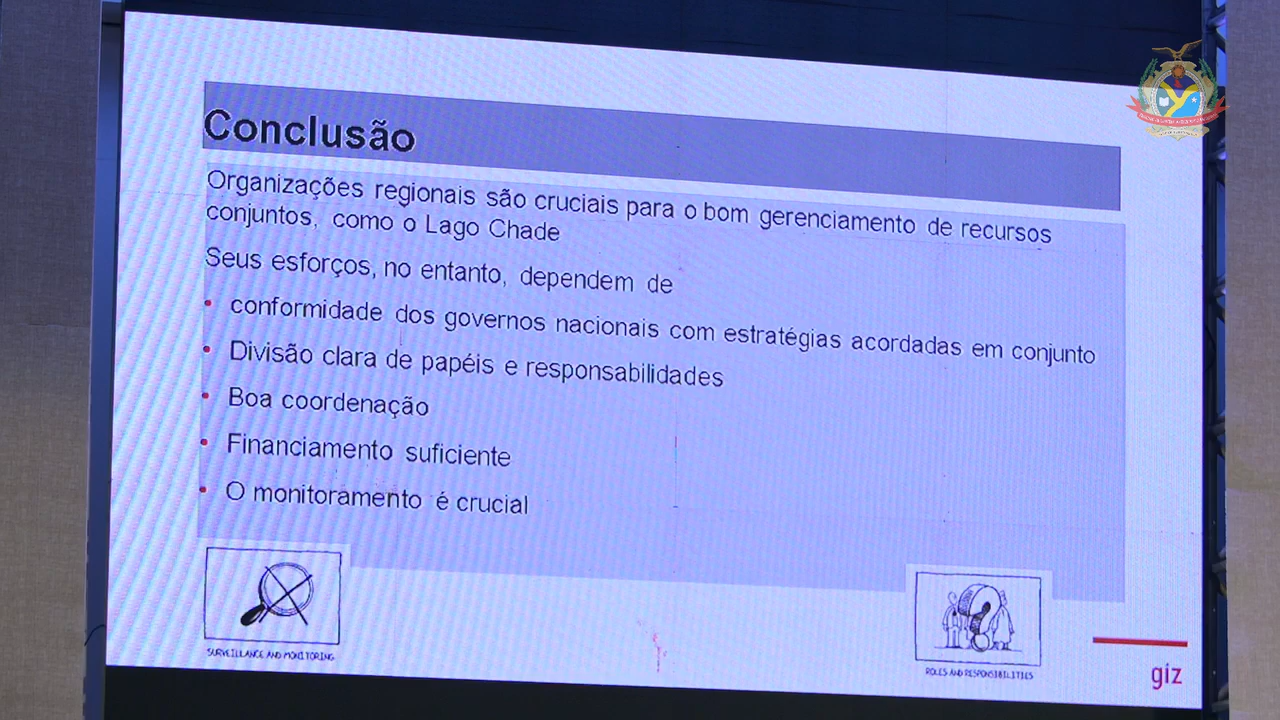 Conclusão
Organizações regionais são cruciais para o bom gerenciamento de recursos
conjuntos, como o Lago Chade
Seus esforços, no entanto, dependem de
• conformidade dos governos nacionais com estratégias acordadas em conjunto
• Divisão clara de papéis e responsabilidades
• Boa coordenação
• Financiamento suficiente
• O monitoramento é crucial
SURVEILLANCE AND MONITORING
ROLES AND RESPONSIBILITIES
giz